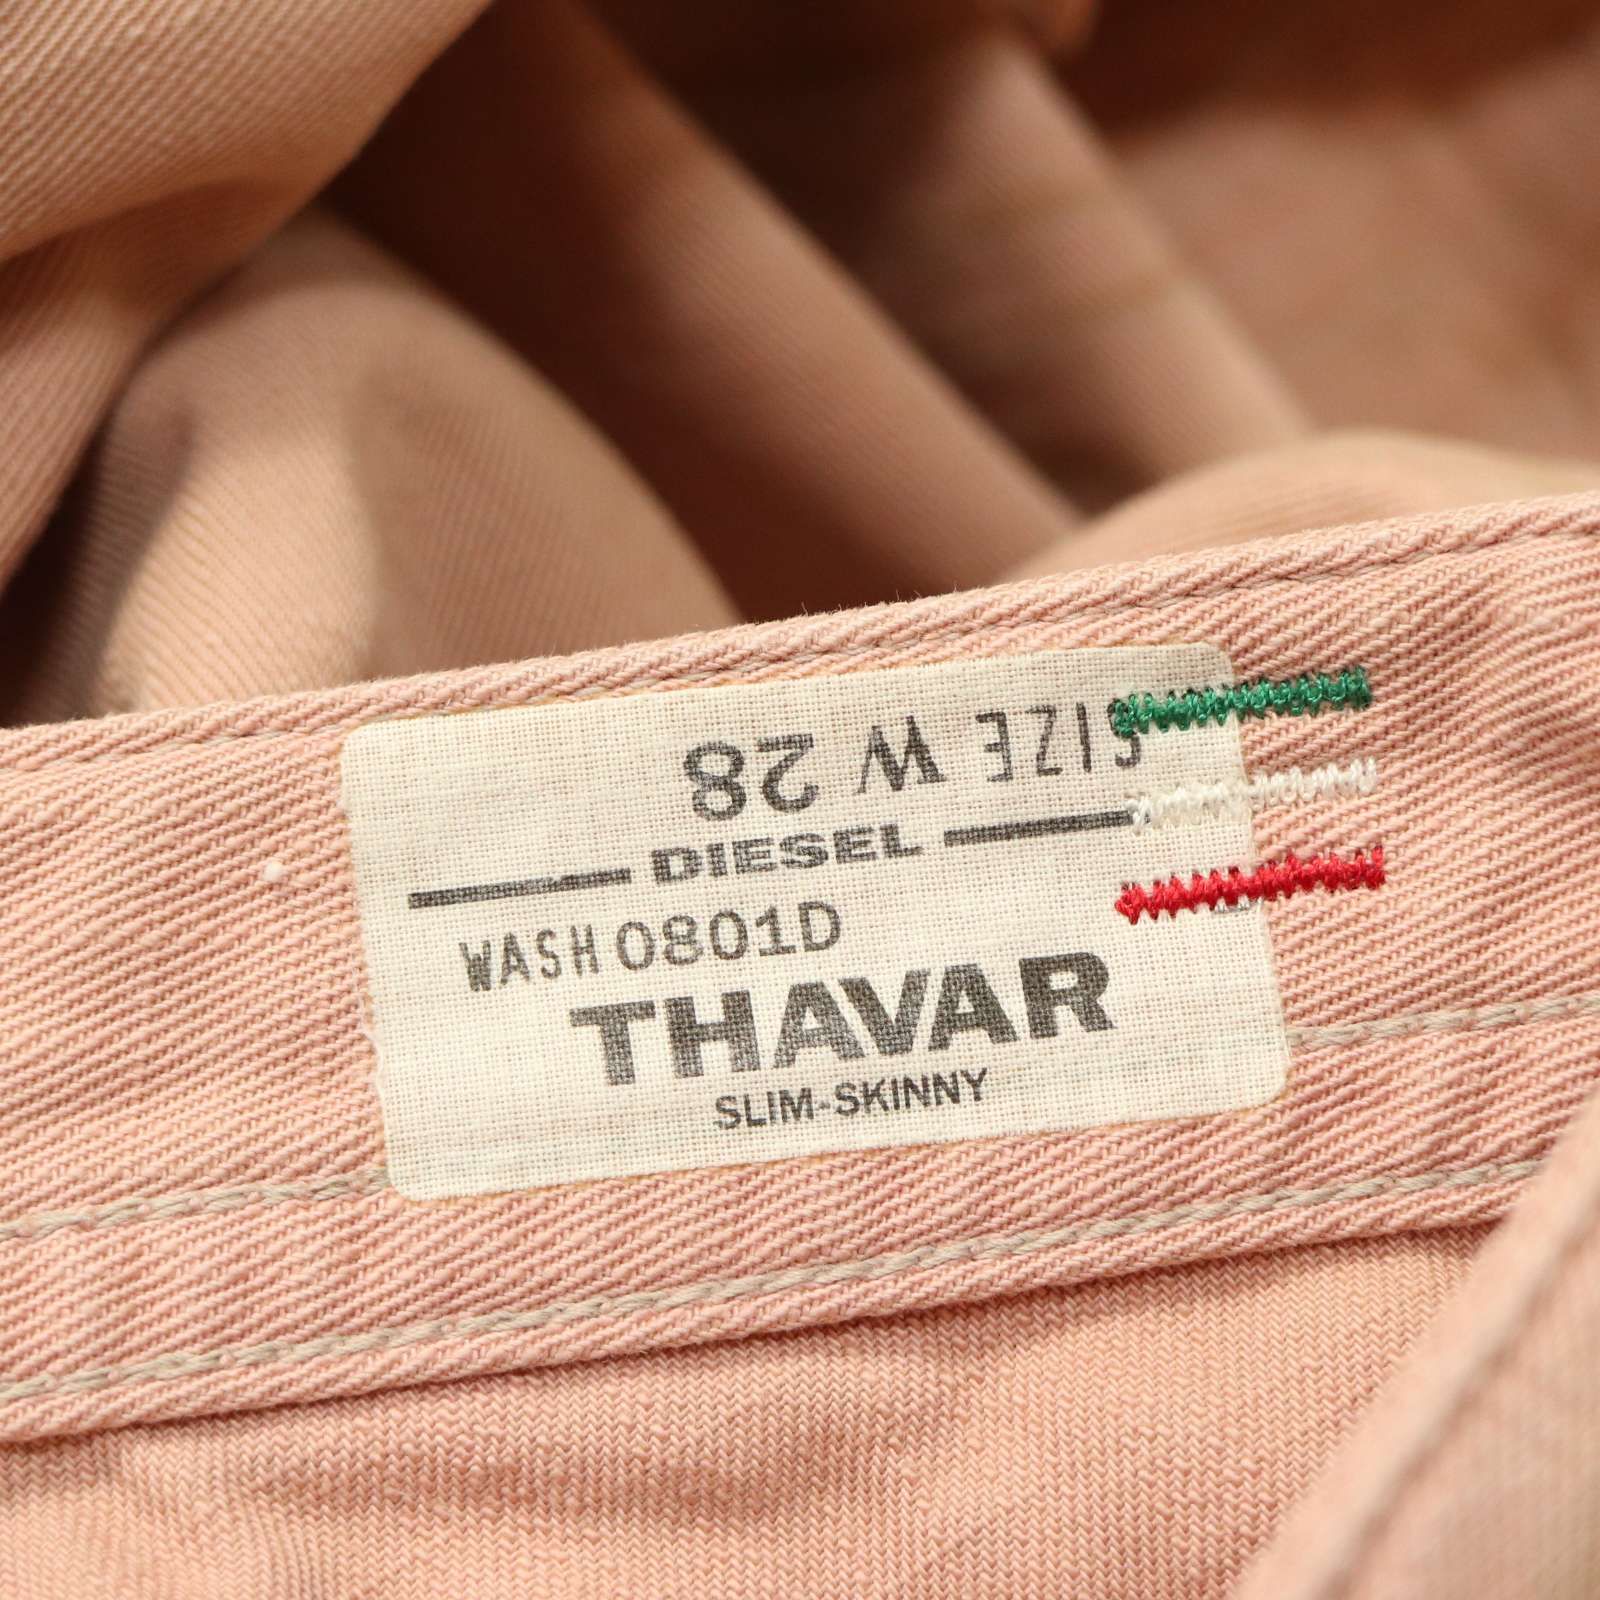 SIZE W 28
DIESEL
WASH 0801D
THAVAR
SLIM-SKINNY